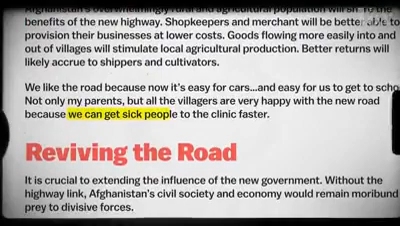 Afghanistan's overwhelmingly rural and agricultural population will sh to the
benefits of the new highway. Shopkeepers and merchant will be better able to
provision their businesses at lower costs. Goods flowing more easily into and
out of villages will stimulate local agricultural production. Better returns will
likely accrue to shippers and cultivators.
We like the road because now it's easy for cars...and easy for us to get to scho
Not only my parents, but all the villagers are very happy with the new road
because we can get sick people to the clinic faster.
Reviving the Road
It is crucial to extending the influence of the new government. Without the
highway link, Afghanistan's civil society and economy would remain moribund
prey to divisive forces.